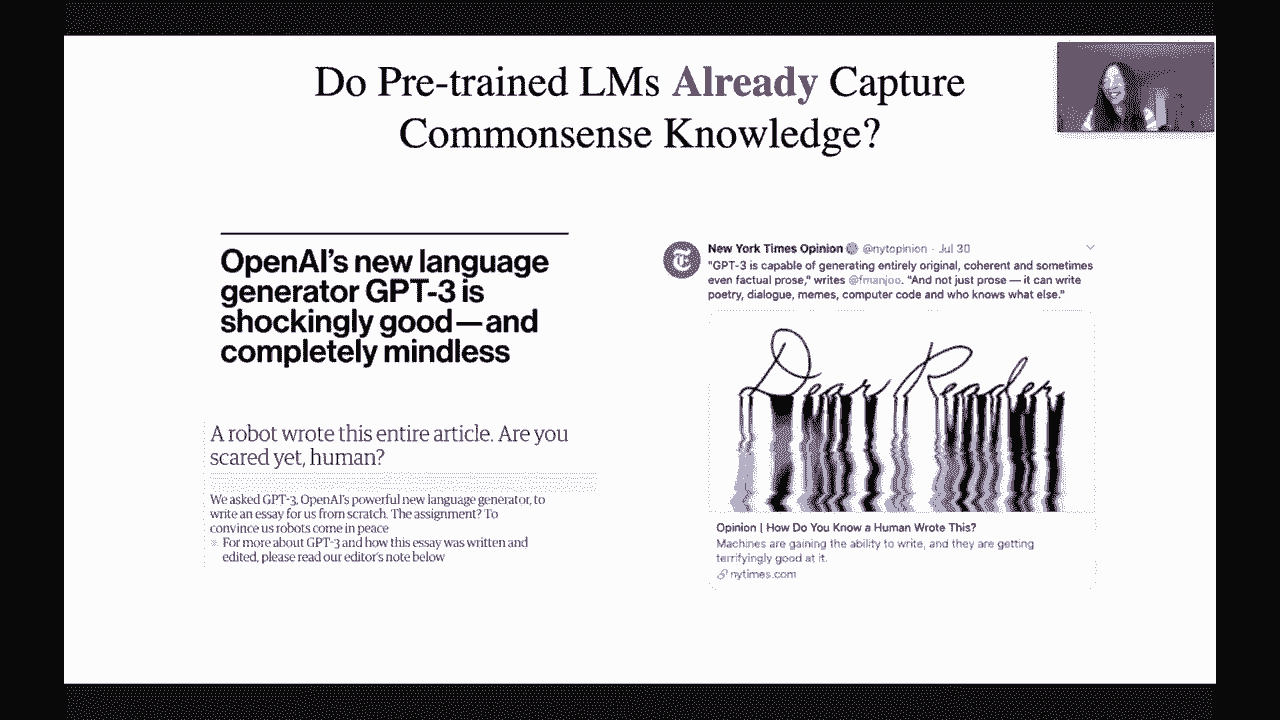 Do Pre-trained LMs Already Capture
Commonsense Knowledge?
OpenAI's new language
generator GPT-3 is
shockingly good—and
completely mindless
A robot wrote this entire article. Are you
scared yet, human?
We asked GPT-3, OpenAI's powerful new language generator, to
write an essay for us from scratch. The assignment? To
convince us robots come in peace
For more about GPT-3 and how this essay was written and
edited, please read our editor's note below
New York Times Opinion @nytopinion · Jul 30
"GPT-3 is capable of generating entirely original, coherent and sometimes
even factual prose," writes @fmanjoo. "And not just prose — it can write
poetry, dialogue, memes, computer code and who knows what else."
Dear Reader,
Opinion | How Do You Know a Human Wrote This?
Machines are gaining the ability to write, and they are getting
terrifyingly good at it.
nytimes.com